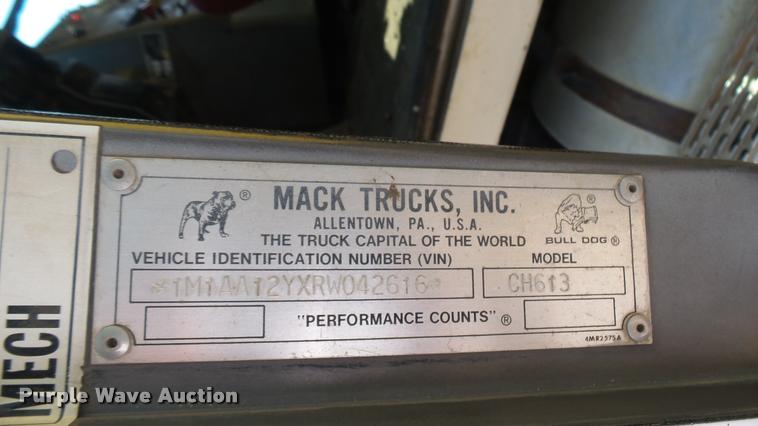 MACK TRUCKS, INC.
ALLENTOWN, PA., U.S.A.
THE TRUCK CAPITAL OF THE WORLD
® BULL DOG ®
VEHICLE IDENTIFICATION NUMBER (VIN) MODEL
*1M1AA12YXRW042616* CH613
"PERFORMANCE COUNTS" ®
4MR2575A
MECH
Purple Wave Auction